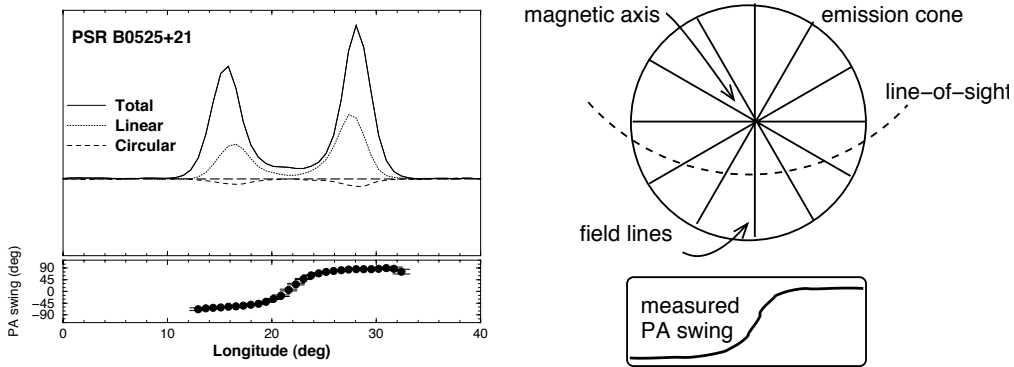 PSR B0525+21
Total
Linear
Circular
PA swing (deg)
90
45
0
−45
−90
0
10
20
30
40
Longitude (deg)
magnetic axis
emission cone
line−of−sight
field lines
measured
PA swing